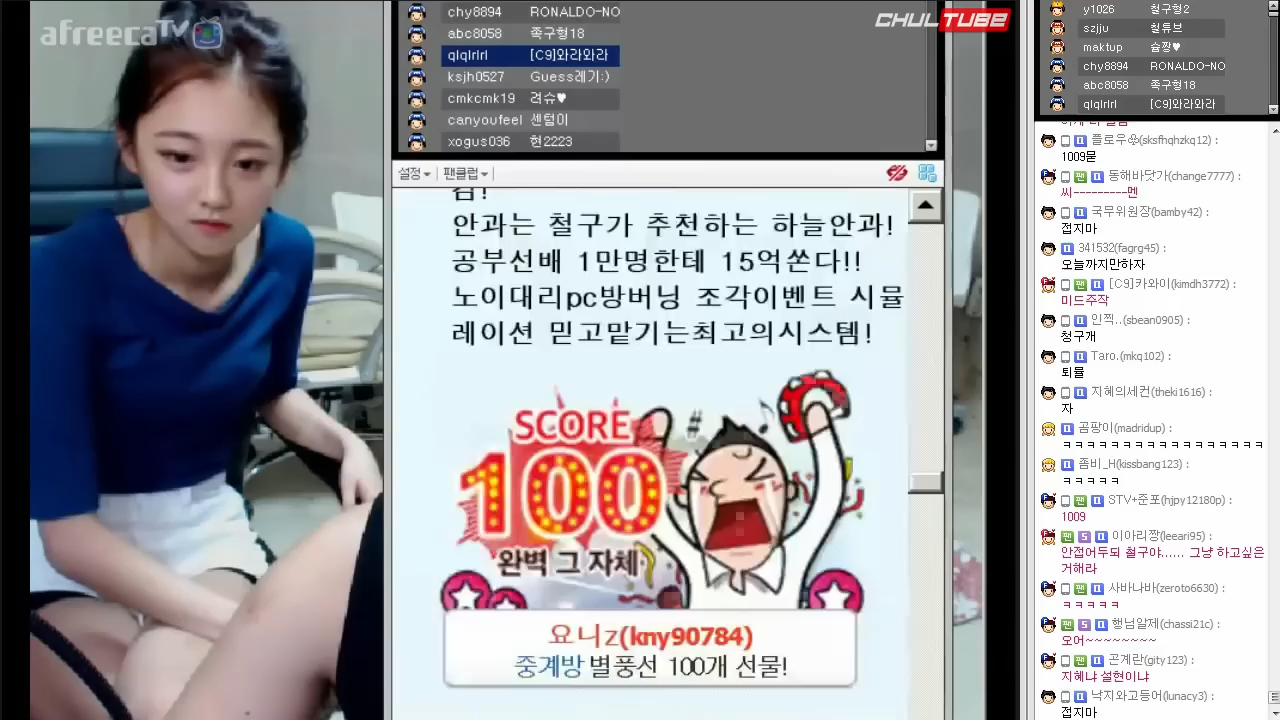 afreecaTV
chy8894 RONALDO-NO
abc8058 족구형18
qlqlrlrl [C9]와라와라
ksjh0527 Guess레기:)
cmkcmk19 려슈♥
canyoufeel 센텀이
xogus036 현2223
CHULTUBE
설정 팬클럽
안과는 철구가 추천하는 하늘안과!
공부선배 1만명한테 15억쏜다!!
노이대리pc방버닝 조각이벤트 시뮬
레이션 믿고맡기는최고의시스템!
SCORE
100
완벽 그 자체
요니z(kny90784)
중계방 별풍선 100개 선물!
y1026 철구형2
szjju 철튜브
maktup 슬찡♥
chy8894 RONALDO-NO
abc8058 족구형18
qlqlrlrl [C9]와라와라
1009문
동해바닷가(change7777) :
씨---------멘
국무위원장(bamby42) :
접지마
341532(fagrg45) :
오늘까지만하자
[C9]카와이(kimdh3772) :
미드주작
인찍..(sbean0905) :
청구개
Taro.(mkq102) :
퇴물
지혜의세컨(theki1616) :
자
곰팡이(madridup) :
ㅋㅋㅋㅋㅋㅋㅋㅋㅋㅋㅋㅋㅋㅋㅋㅋㅋ
좀비_H(kissbang123) :
ㅋㅋㅋㅋㅋ
STV+준포(hjpy12180p) :
1009
이아리짱(leeari95) :
안접어두되 철구야...... 그냥 하고싶은
거해라
사바나바(zeroto6630) :
ㅋㅋㅋㅋㅋ
행님알제(chassi21c) :
오어~~~~~~~~
꼰계란(gity123) :
지혜냐 설현이냐
낙지와고등어(lunacy3) :
접지마